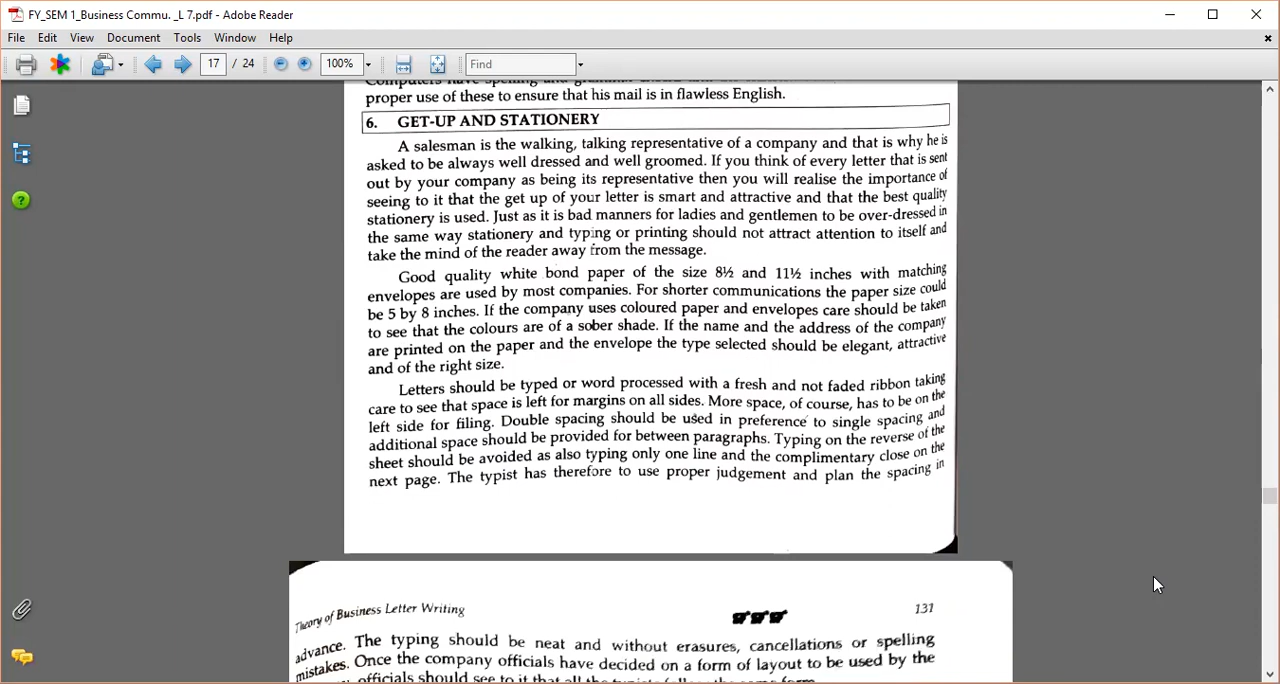 FY_SEM 1_Business Commu. _L 7.pdf - Adobe Reader
File Edit View Document Tools Window Help
17 / 24 100% Find
proper use of these to ensure that his mail is in flawless English.
6. GET-UP AND STATIONERY
A salesman is the walking, talking representative of a company and that is why he is
asked to be always well dressed and well groomed. If you think of every letter that is sent
out by your company as being its representative then you will realise the importance of
seeing to it that the get up of your letter is smart and attractive and that the best quality
stationery is used. Just as it is bad manners for ladies and gentlemen to be over-dressed in
the same way stationery and typing or printing should not attract attention to itself and
take the mind of the reader away from the message.
Good quality white bond paper of the size 8½ and 11½ inches with matching
envelopes are used by most companies. For shorter communications the paper size could
be 5 by 8 inches. If the company uses coloured paper and envelopes care should be taken
to see that the colours are of a sober shade. If the name and the address of the company
are printed on the paper and the envelope the type selected should be elegant, attractive
and of the right size.
Letters should be typed or word processed with a fresh and not faded ribbon taking
care to see that space is left for margins on all sides. More space, of course, has to be on the
left side for filing. Double spacing should be used in preference to single spacing and
additional space should be provided for between paragraphs. Typing on the reverse of the
sheet should be avoided as also typing only one line and the complimentary close on the
next page. The typist has therefore to use proper judgement and plan the spacing in
Theory of Business Letter Writing 131
advance. The typing should be neat and without erasures, cancellations or spelling
mistakes. Once the company officials have decided on a form of layout to be used by the
officials should see to it that all the